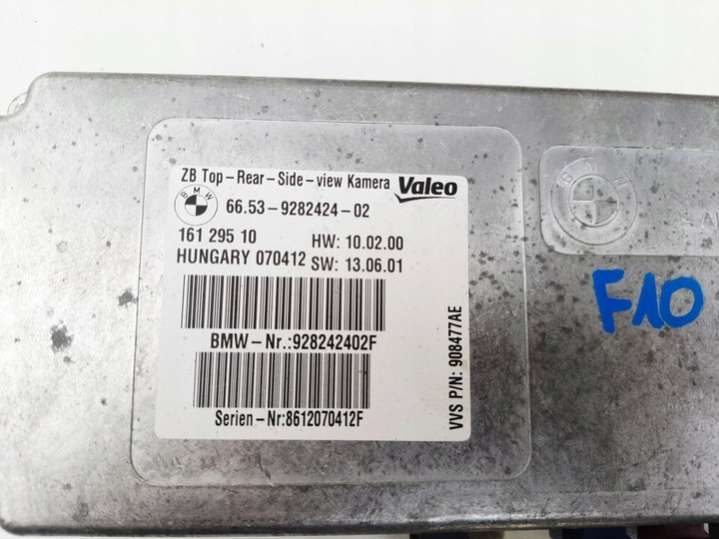 ZB Top-Rear-Side-view Kamera Valeo
BMW
66.53-9282424-02
161 295 10 HW: 10.02.00
HUNGARY 070412 SW: 13.06.01
BMW-Nr.:928242402F
Serien-Nr:8612070412F
VVS P/N: 908477AE
F10